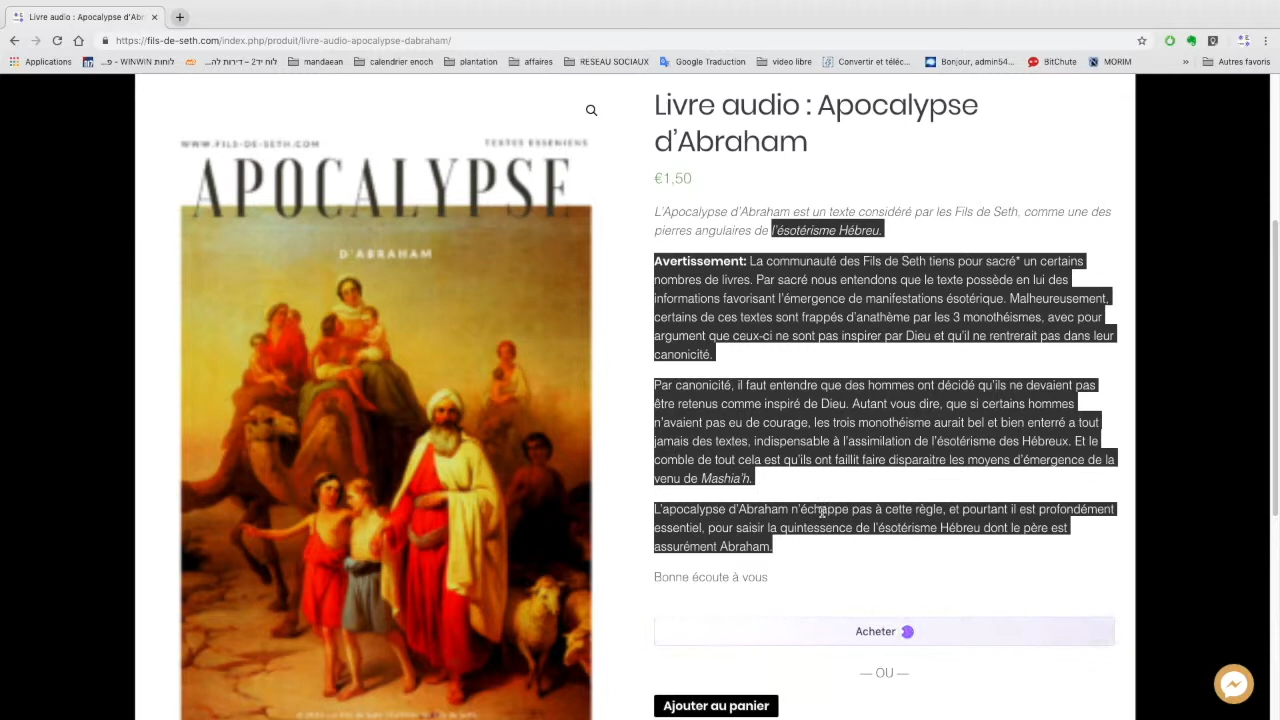 Livre audio : Apocalypse d'Abr
https://fils-de-seth.com/index.php/produit/livre-audio-apocalypse-dabraham/
Applications
לוחות WINWIN - פ...
לוח יד2 - דירות לה...
mandaean
calendrier enoch
plantation
affaires
RESEAU SOCIAUX
Google Traduction
video libre
Convertir et téléc...
Bonjour, admin54...
BitChute
MORIM
»
Autres favoris
WWW.FILS-DE-SETH.COM
TEXTES ESSENIENS
APOCALYPSE
D'ABRAHAM
Livre audio : Apocalypse
d'Abraham
€1,50
L'Apocalypse d'Abraham est un texte considéré par les Fils de Seth, comme une des
pierres angulaires de l'ésotérisme Hébreu.
Avertissement: La communauté des Fils de Seth tiens pour sacré* un certains
nombres de livres. Par sacré nous entendons que le texte possède en lui des
informations favorisant l'émergence de manifestations ésotérique. Malheureusement,
certains de ces textes sont frappés d'anathème par les 3 monothéismes, avec pour
argument que ceux-ci ne sont pas inspirer par Dieu et qu'il ne rentrerait pas dans leur
canonicité.
Par canonicité, il faut entendre que des hommes ont décidé qu'ils ne devaient pas
être retenus comme inspiré de Dieu. Autant vous dire, que si certains hommes
n'avaient pas eu de courage, les trois monothéisme aurait bel et bien enterré a tout
jamais des textes, indispensable à l'assimilation de l'ésotérisme des Hébreux. Et le
comble de tout cela est qu'ils ont faillit faire disparaitre les moyens d'émergence de la
venu de Mashia'h.
L'apocalypse d'Abraham n'échappe pas à cette règle, et pourtant il est profondément
essentiel, pour saisir la quintessence de l'ésotérisme Hébreu dont le père est
assurément Abraham.
Bonne écoute à vous
Acheter
— OU —
Ajouter au panier